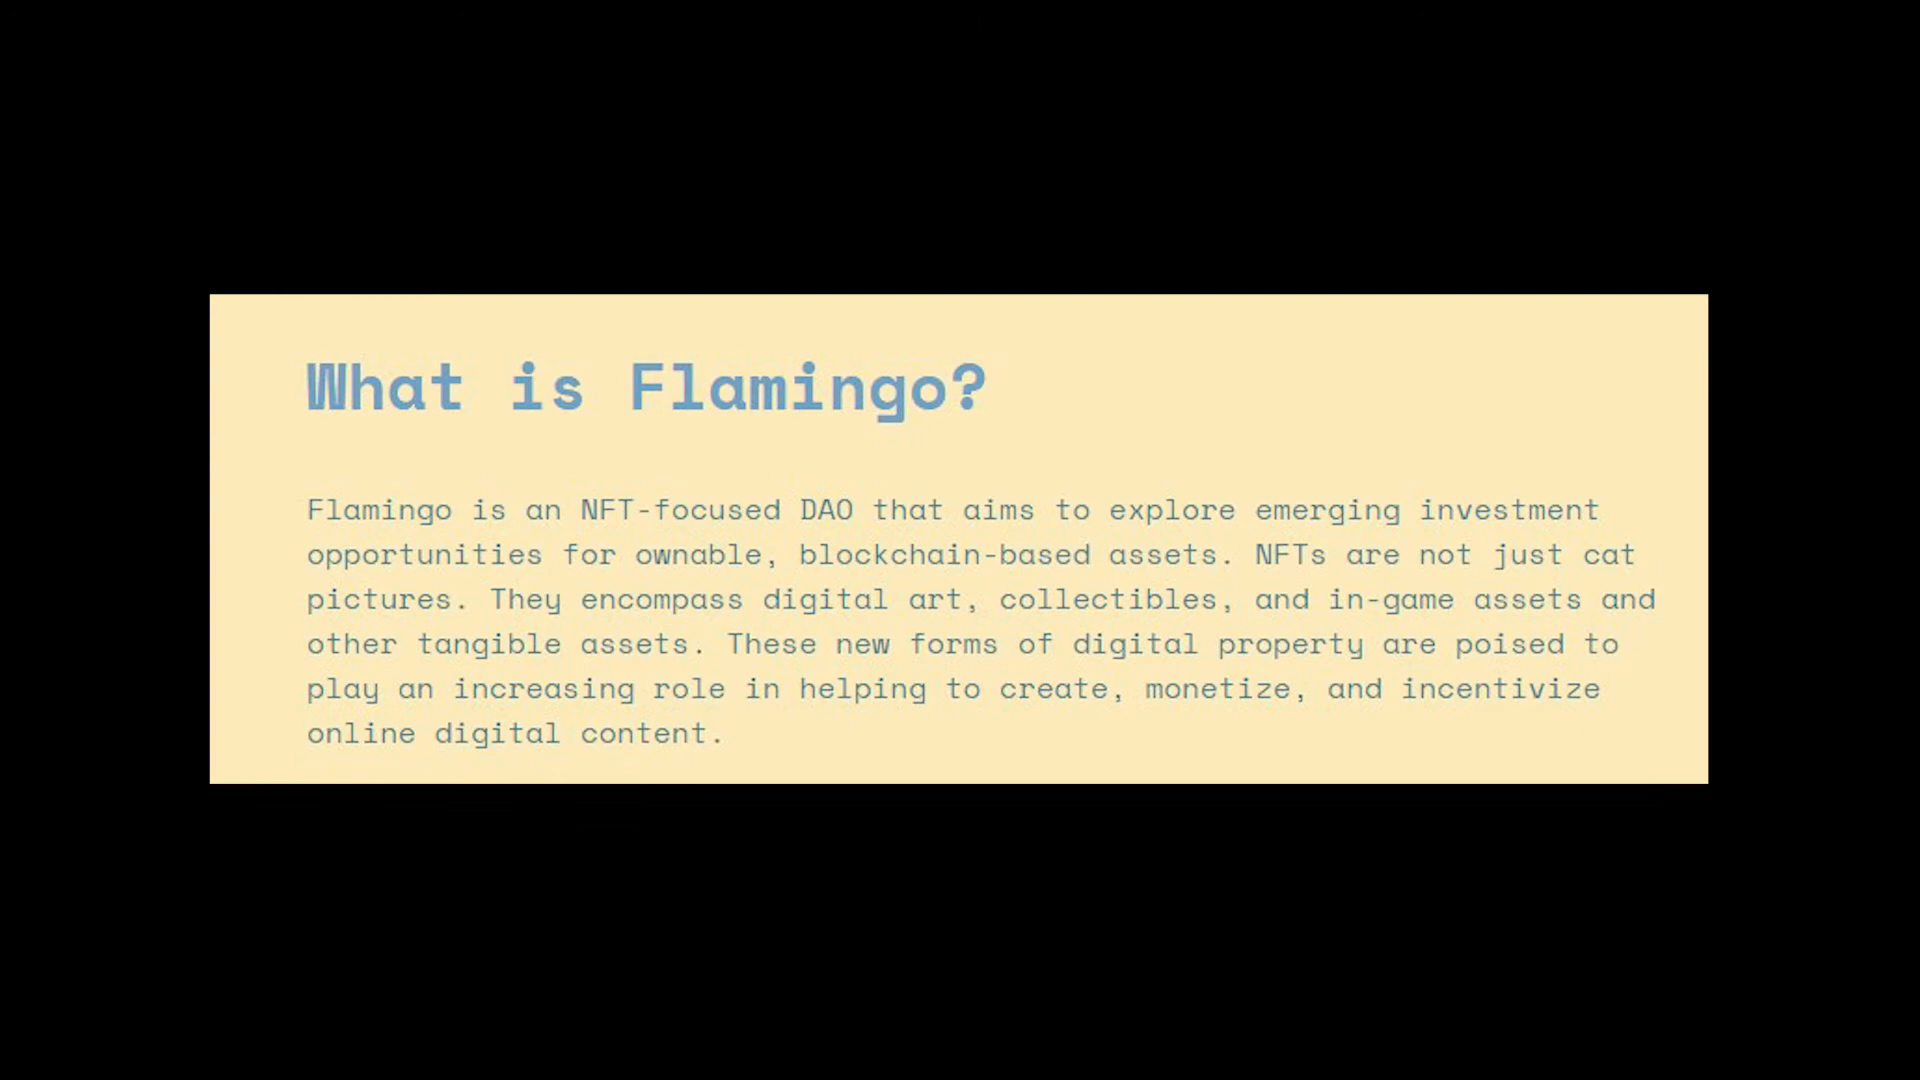 What is Flamingo?
Flamingo is an NFT-focused DAO that aims to explore emerging investment
opportunities for ownable, blockchain-based assets. NFTs are not just cat
pictures. They encompass digital art, collectibles, and in-game assets and
other tangible assets. These new forms of digital property are poised to
play an increasing role in helping to create, monetize, and incentivize
online digital content.